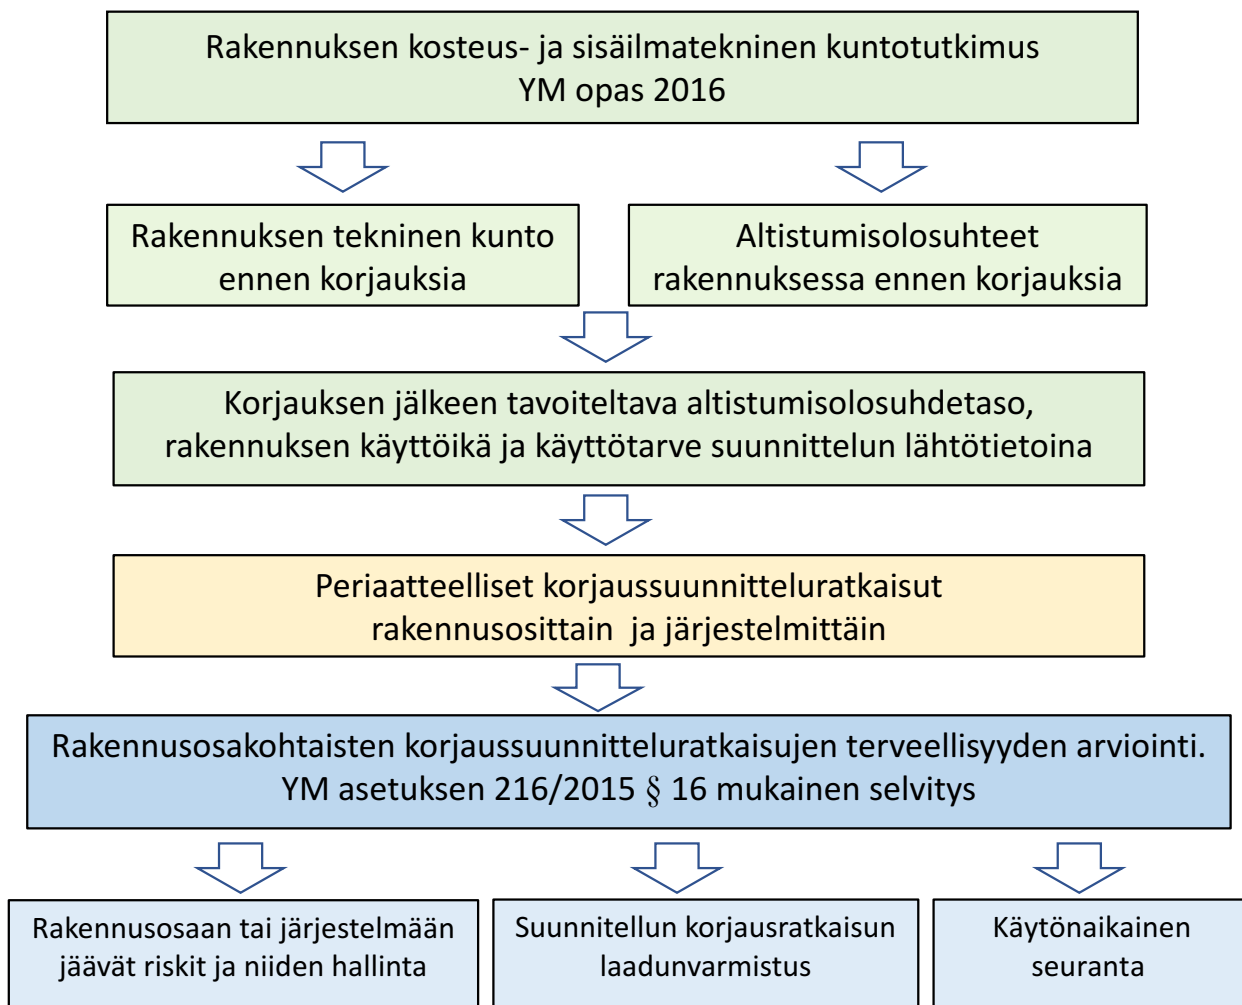 Rakennuksen kosteus- ja sisäilmatekninen kuntotutkimus
YM opas 2016
Rakennuksen tekninen kunto
ennen korjauksia
Altistumisolosuhteet
rakennuksessa ennen korjauksia
Korjauksen jälkeen tavoiteltava altistumisolosuhdetaso,
rakennuksen käyttöikä ja käyttötarve suunnittelun lähtötietoina
Periaatteelliset korjaussuunnitteluratkaisut
rakennusosittain ja järjestelmittäin
Rakennusosakohtaisten korjaussuunnitteluratkaisujen terveellisyyden arviointi.
YM asetuksen 216/2015 § 16 mukainen selvitys
Rakennusosaan tai järjestelmään
jäävät riskit ja niiden hallinta
Suunnitellun korjausratkaisun
laadunvarmistus
Käytönaikainen
seuranta